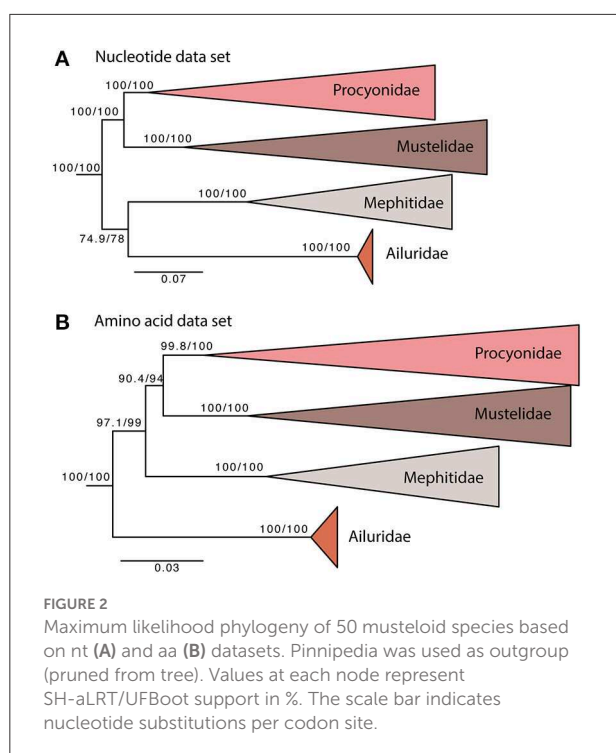 A Nucleotide data set
100/100
Procyonidae
100/100
100/100
Mustelidae
100/100
100/100
Mephitidae
74.9/78
100/100
Ailuridae
0.07
B Amino acid data set
99.8/100
Procyonidae
90.4/94
100/100
Mustelidae
97.1/99
100/100
Mephitidae
100/100
100/100
Ailuridae
0.03
FIGURE 2
Maximum likelihood phylogeny of 50 musteloid species based
on nt (A) and aa (B) datasets. Pinnipedia was used as outgroup
(pruned from tree). Values at each node represent
SH-aLRT/UFBoot support in %. The scale bar indicates
nucleotide substitutions per codon site.